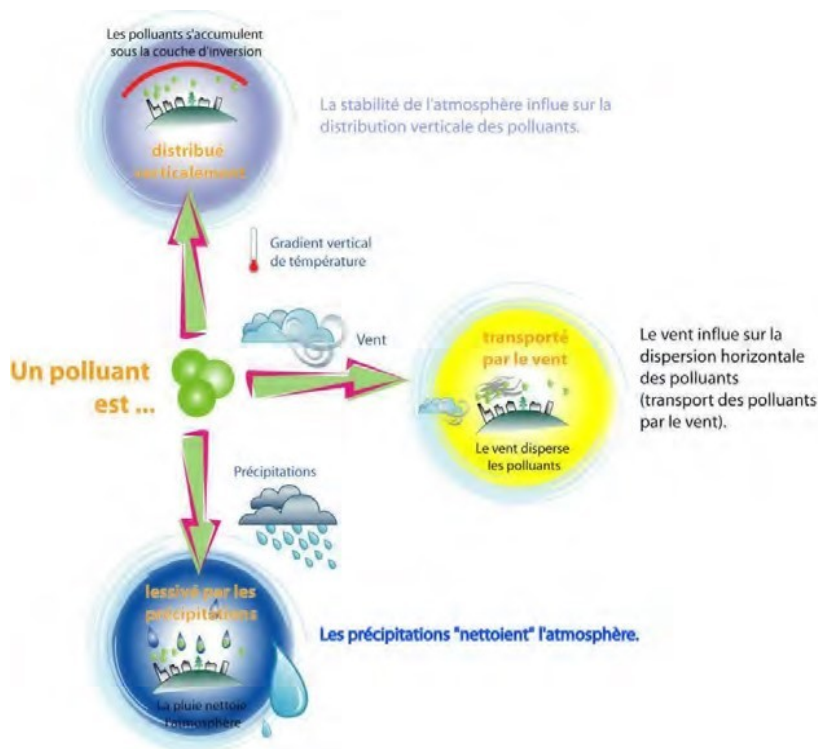 Les polluants s'accumulent
sous la couche d'inversion
distribué
verticalement
La stabilité de l'atmosphère influe sur la
distribution verticale des polluants.
Gradient vertical
de témpérature
Vent
Un polluant
est ...
transporté
par le vent
Le vent disperse
les polluants
Le vent influe sur la
dispersion horizontale
des polluants
(transport des polluants
par le vent).
Précipitations
lessivé par les
précipitations
La pluie nettoie
l'atmosphère
Les précipitations "nettoient" l'atmosphère.